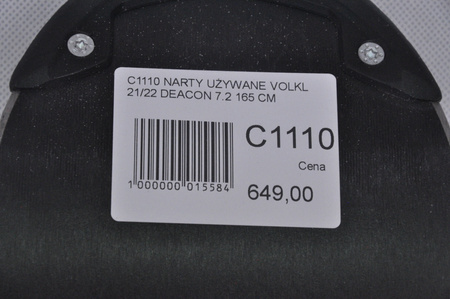 C1110 NARTY UŻYWANE VOLKL
21/22 DEACON 7.2 165 CM
C1110
Cena
1 000000 015584
649,00